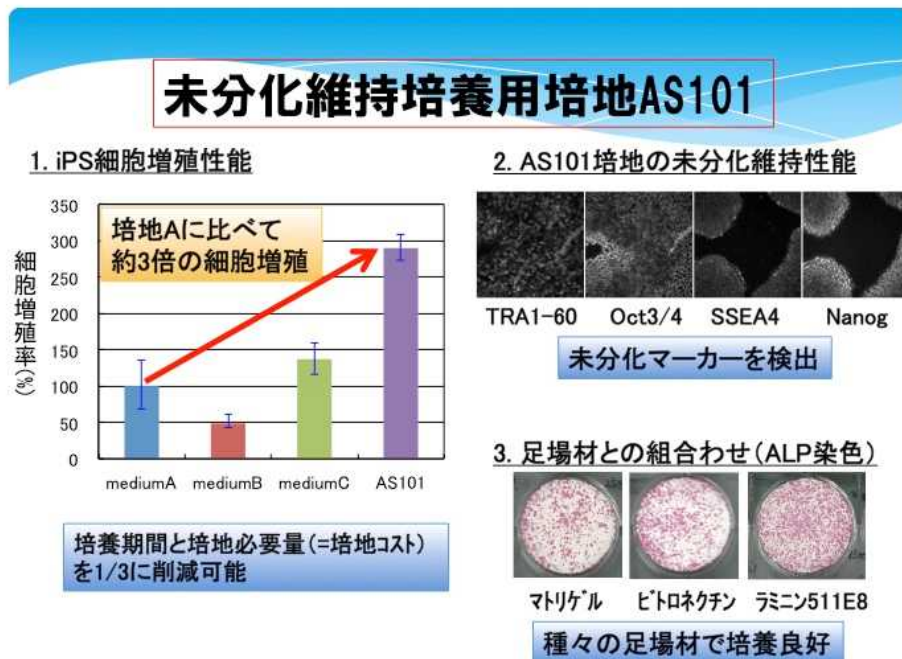 未分化維持培養用培地AS101
1. iPS細胞増殖性能
細胞増殖率(%)
350
300
250
200
150
100
50
0
培地Aに比べて
約3倍の細胞増殖
mediumA mediumB mediumC AS101
培養期間と培地必要量(=培地コスト)
を1/3に削減可能
2. AS101培地の未分化維持性能
TRA1-60 Oct3/4 SSEA4 Nanog
未分化マーカーを検出
3. 足場材との組合わせ(ALP染色)
マトリゲル ビトロネクチン ラミニン511E8
種々の足場材で培養良好